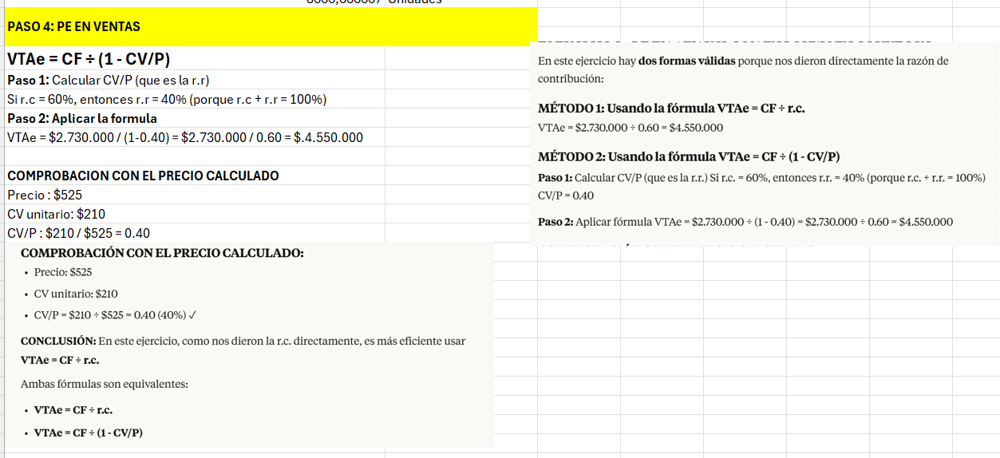 Unidades
PASO 4: PE EN VENTAS
VTAe = CF ÷ (1 - CV/P)
Paso 1: Calcular CV/P (que es la r.r)
Si r.c = 60%, entonces r.r = 40% (porque r.c + r.r = 100%)
Paso 2: Aplicar la formula
VTAe = $2.730.000 / (1-0.40) = $2.730.000 / 0.60 = $.4.550.000
COMPROBACION CON EL PRECIO CALCULADO
Precio : $525
CV unitario: $210
CV/P : $210 / $525 = 0.40
COMPROBACIÓN CON EL PRECIO CALCULADO:
• Precio: $525
• CV unitario: $210
• CV/P = $210 ÷ $525 = 0.40 (40%) ✓
CONCLUSIÓN: En este ejercicio, como nos dieron la r.c. directamente, es más eficiente usar
VTAe = CF ÷ r.c.
Ambas fórmulas son equivalentes:
• VTAe = CF ÷ r.c.
• VTAe = CF ÷ (1 - CV/P)
En este ejercicio hay dos formas válidas porque nos dieron directamente la razón de
contribución:
MÉTODO 1: Usando la fórmula VTAe = CF ÷ r.c.
VTAe = $2.730.000 ÷ 0.60 = $4.550.000
MÉTODO 2: Usando la fórmula VTAe = CF ÷ (1 - CV/P)
Paso 1: Calcular CV/P (que es la r.r.) Si r.c. = 60%, entonces r.r. = 40% (porque r.c. + r.r. = 100%)
CV/P = 0.40
Paso 2: Aplicar fórmula VTAe = $2.730.000 ÷ (1 - 0.40) = $2.730.000 ÷ 0.60 = $4.550.000